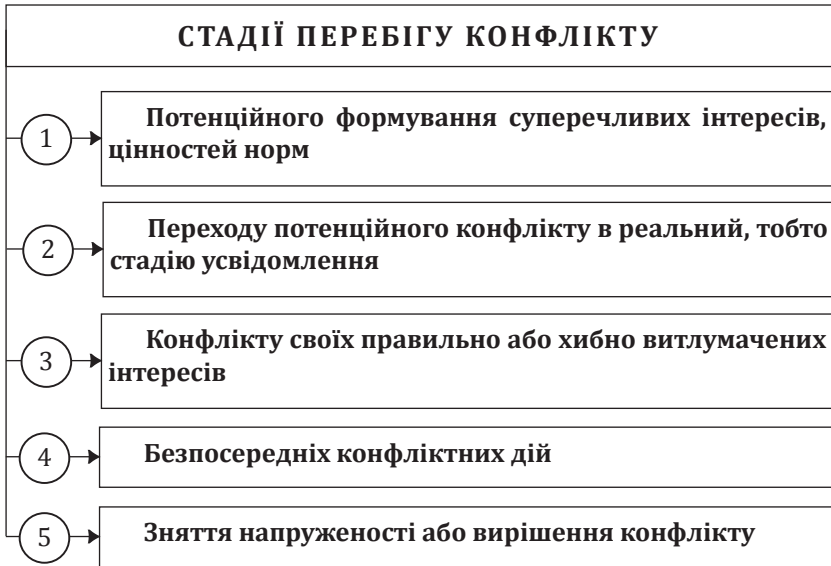 СТАДІЇ ПЕРЕБІГУ КОНФЛІКТУ
1
Потенційного формування суперечливих інтересів,
цінностей норм
2
Переходу потенційного конфлікту в реальний, тобто
стадію усвідомлення
3
Конфлікту своїх правильно або хибно витлумачених
інтересів
4
Безпосередніх конфліктних дій
5
Зняття напруженості або вирішення конфлікту